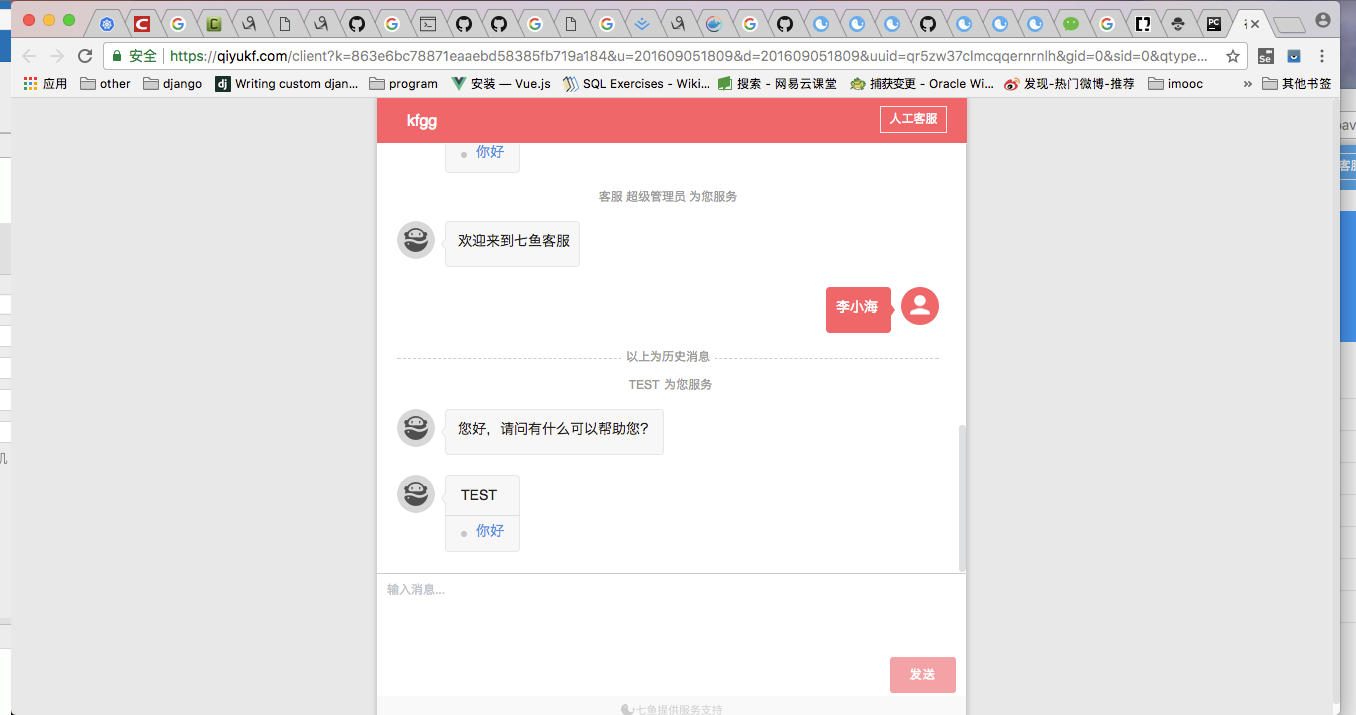 安全 https://qiyukf.com/client?k=863e6bc78871eaaebd58385fb719a184&u=201609051809&d=201609051809&uuid=qr5zw37clmcqqernrnlh&gid=0&sid=0&qtype...
应用 other django Writing custom djan... program 安装 — Vue.js SQL Exercises - Wiki... 搜索 - 网易云课堂 捕获变更 - Oracle Wi... 发现-热门微博-推荐 imooc » 其他书签
kfgg 人工客服
你好
客服 超级管理员 为您服务
欢迎来到七鱼客服
李小海
以上为历史消息
TEST 为您服务
您好，请问有什么可以帮助您?
TEST
你好
输入消息...
发送
七鱼提供服务支持